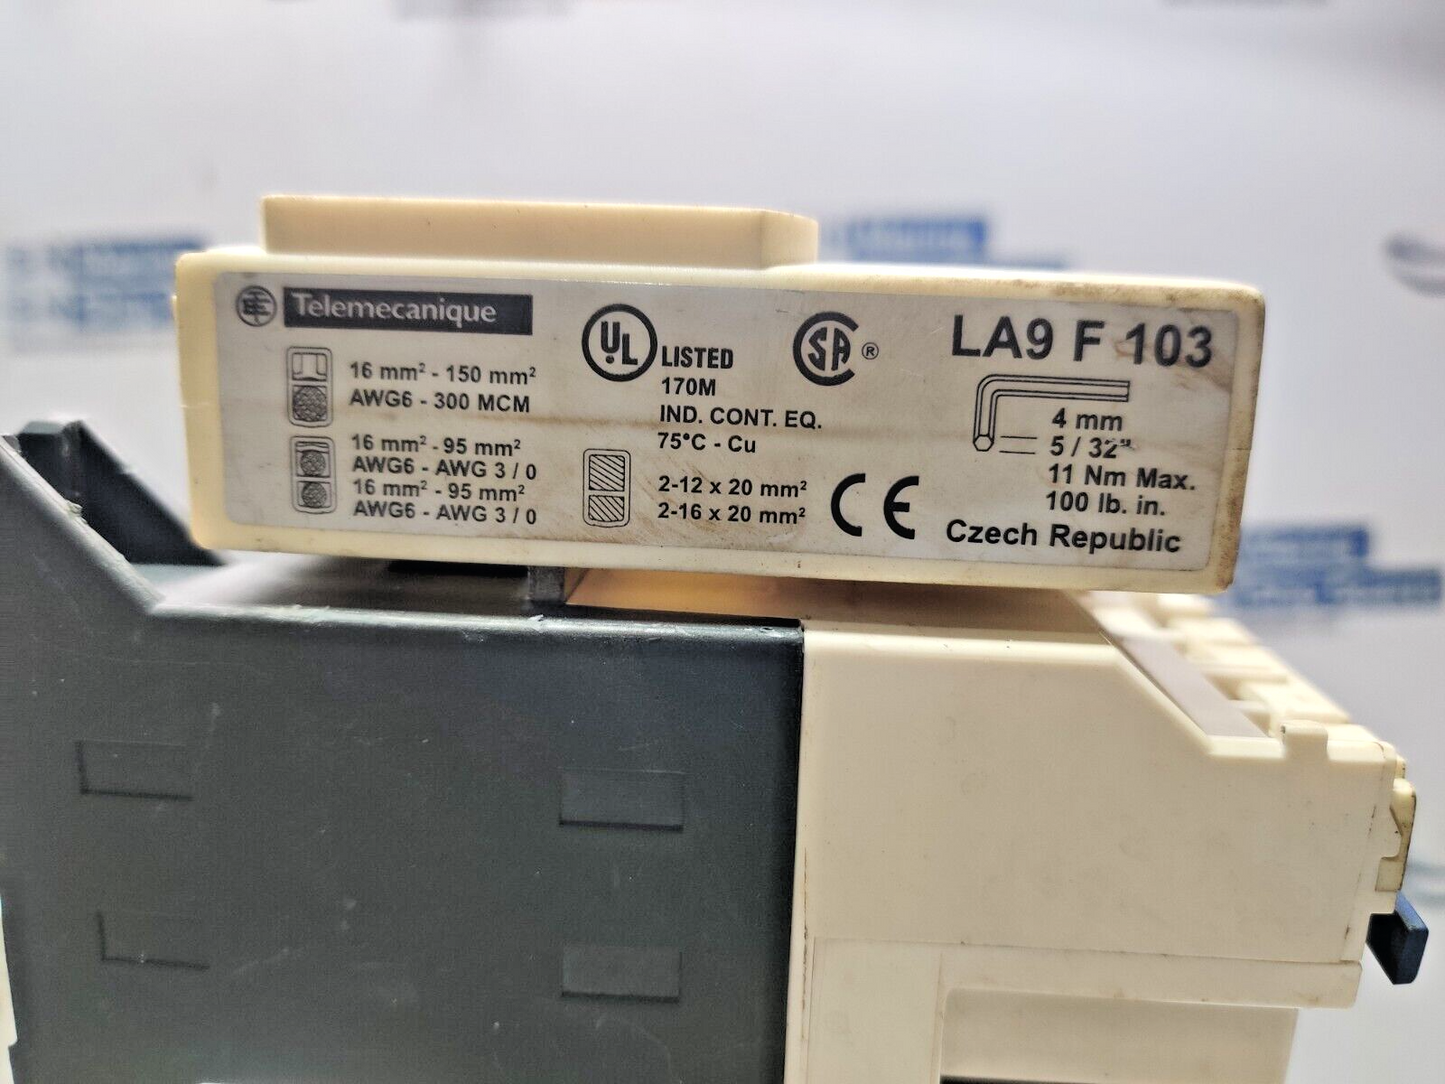 Telemecanique
16 mm² - 150 mm²
AWG6 - 300 MCM
16 mm² - 95 mm²
AWG6 - AWG 3 / 0
16 mm² - 95 mm²
AWG6 - AWG 3 / 0
UL LISTED
170M
IND. CONT. EQ.
75°C - Cu
2-12 x 20 mm²
2-16 x 20 mm²
SA ®
CE
LA9 F 103
4 mm
5 / 32"
11 Nm Max.
100 lb. in.
Czech Republic